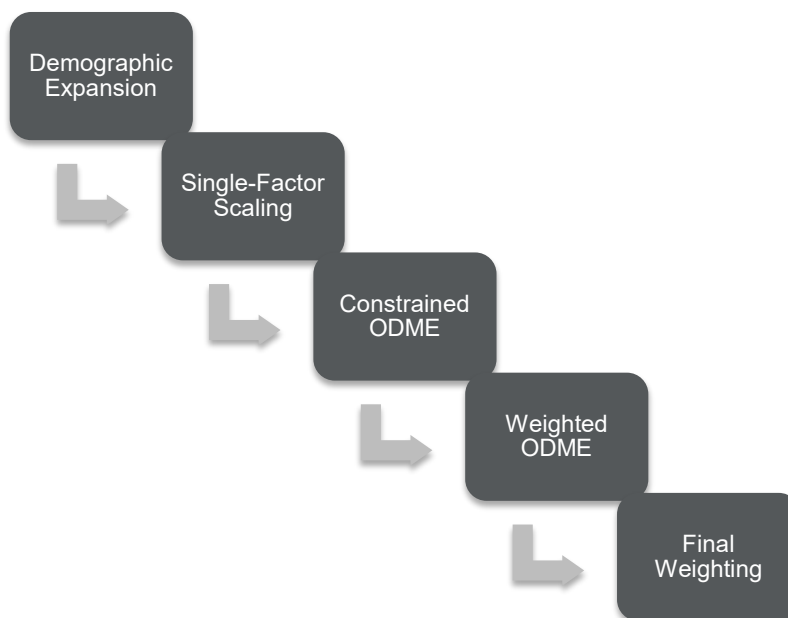 Demographic
Expansion
Single-Factor
Scaling
Constrained
ODME
Weighted
ODME
Final
Weighting